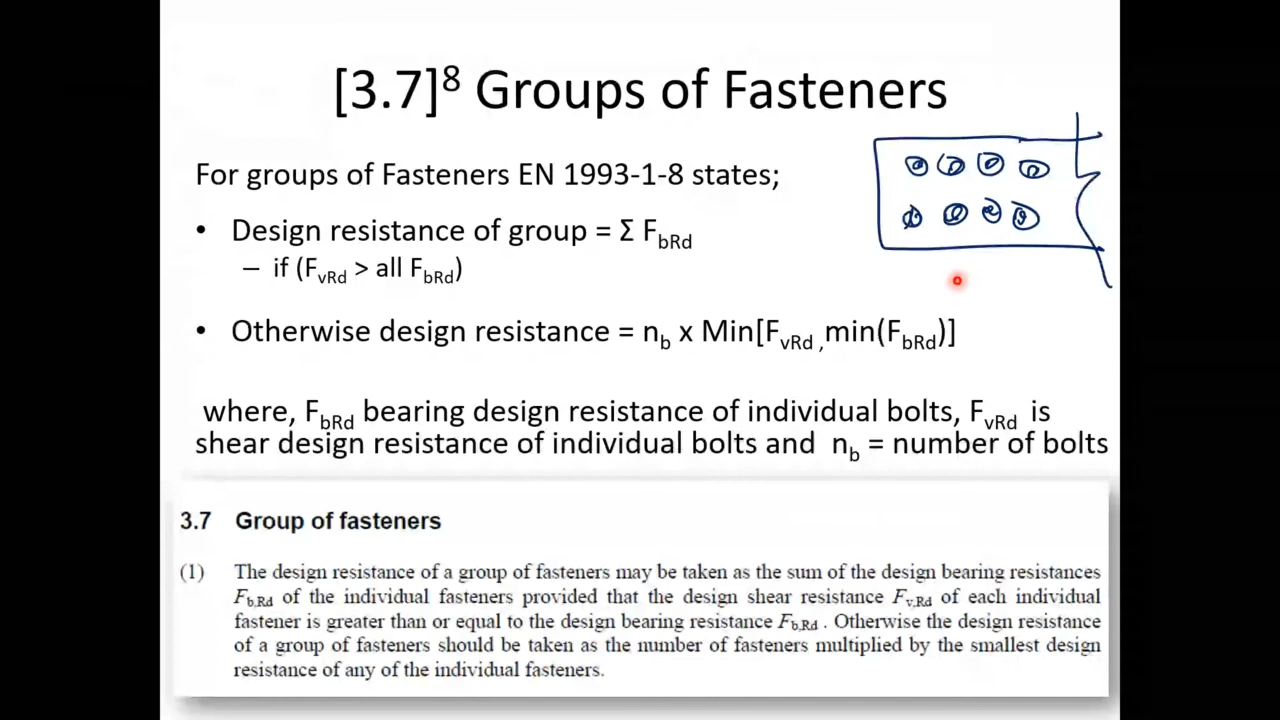 [3.7]⁸ Groups of Fasteners
For groups of Fasteners EN 1993-1-8 states;
• Design resistance of group = Σ FbRd
– if (FvRd > all FbRd)
• Otherwise design resistance = nb x Min[FvRd ,min(FbRd)]
where, FbRd bearing design resistance of individual bolts, FvRd is
shear design resistance of individual bolts and nb = number of bolts
3.7 Group of fasteners
(1) The design resistance of a group of fasteners may be taken as the sum of the design bearing resistances
Fb,Rd of the individual fasteners provided that the design shear resistance Fv,Rd of each individual
fastener is greater than or equal to the design bearing resistance Fb,Rd . Otherwise the design resistance
of a group of fasteners should be taken as the number of fasteners multiplied by the smallest design
resistance of any of the individual fasteners.